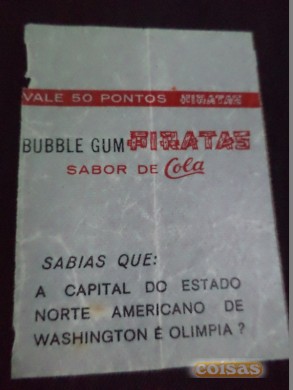 VALE 50 PONTOS PIRATAS
BUBBLE GUM PIRATAS
SABOR DE Cola
SABIAS QUE:
A CAPITAL DO ESTADO
NORTE AMERICANO DE
WASHINGTON É OLIMPIA ?
coisas